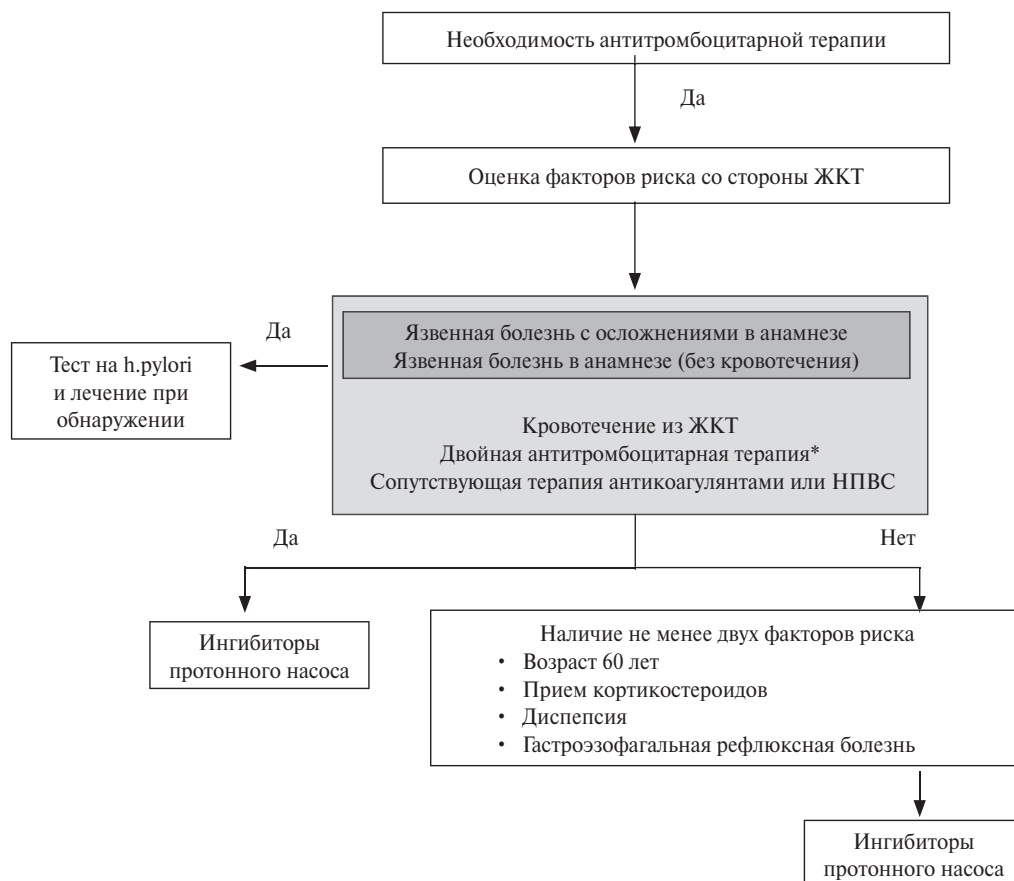 Необходимость антитромбоцитарной терапии
Да
Оценка факторов риска со стороны ЖКТ
Язвенная болезнь с осложнениями в анамнезе
Язвенная болезнь в анамнезе (без кровотечения)
Да
Тест на h.pylori
и лечение при
обнаружении
Кровотечение из ЖКТ
Двойная антитромбоцитарная терапия*
Сопутствующая терапия антикоагулянтами или НПВС
Да
Нет
Ингибиторы
протонного насоса
Наличие не менее двух факторов риска
• Возраст 60 лет
• Прием кортикостероидов
• Диспепсия
• Гастроэзофагальная рефлюксная болезнь
Ингибиторы
протонного насоса